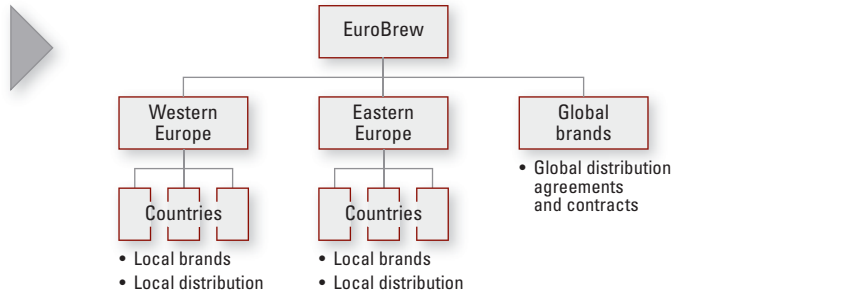 EuroBrew
Western
Europe
Eastern
Europe
Global
brands
• Global distribution
agreements
and contracts
Countries
Countries
• Local brands
• Local distribution
• Local brands
• Local distribution